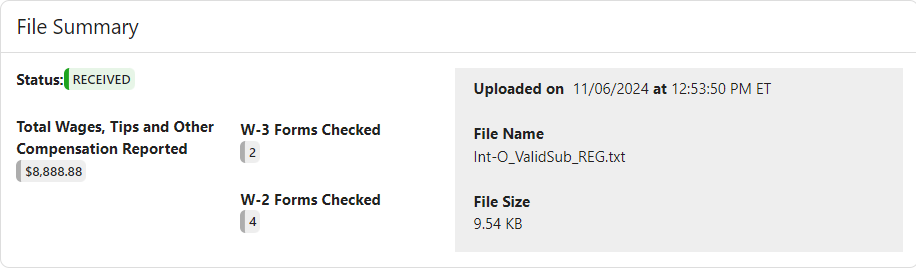 File Summary
Status: RECEIVED
Total Wages, Tips and Other
Compensation Reported
$8,888.88
W-3 Forms Checked
2
W-2 Forms Checked
4
Uploaded on 11/06/2024 at 12:53:50 PM ET
File Name
Int-O_ValidSub_REG.txt
File Size
9.54 KB